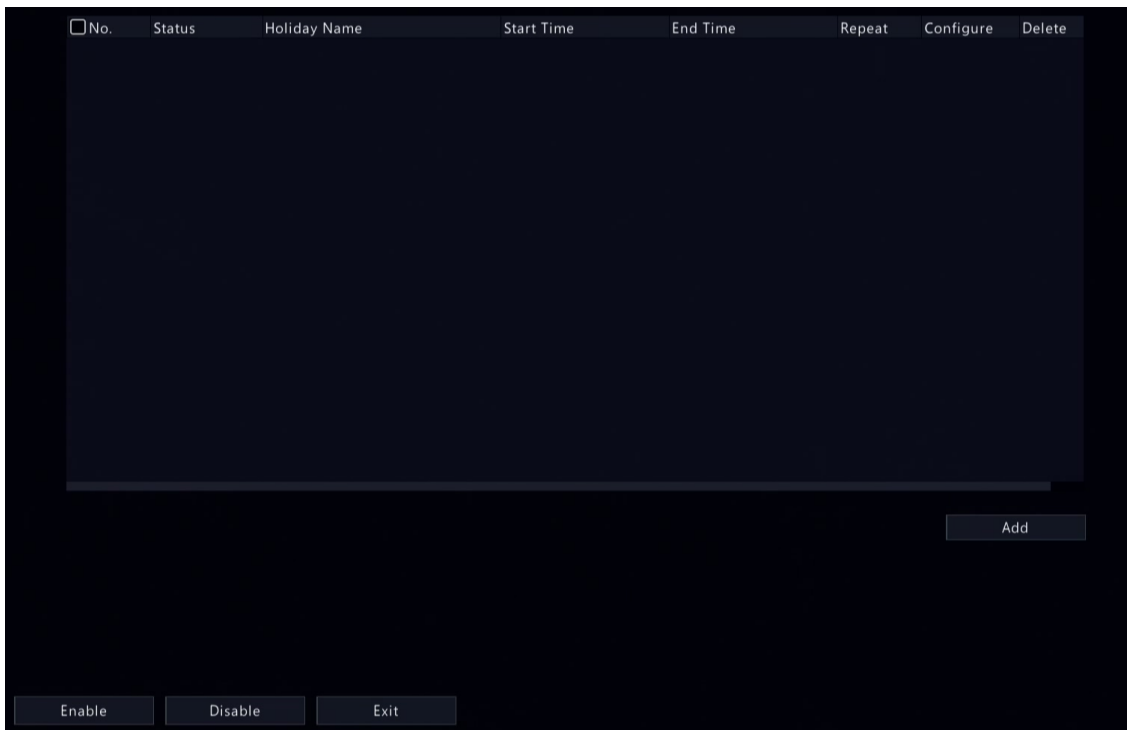 No. Status Holiday Name Start Time End Time Repeat Configure Delete
Add
Enable Disable Exit